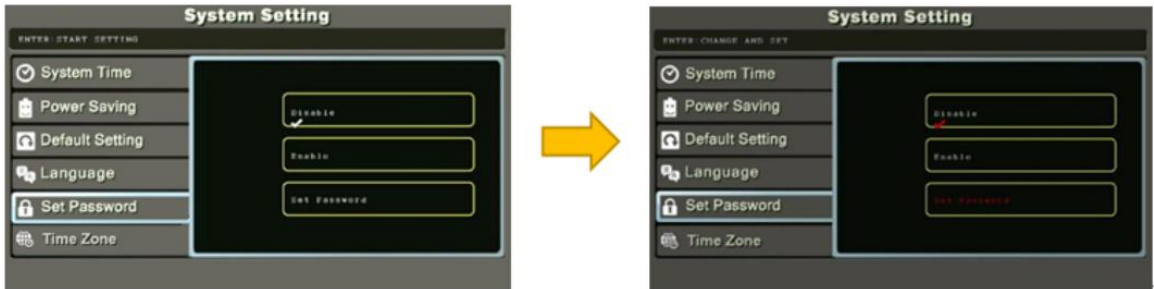 System Setting
ENTER:START SETTING
System Time
Power Saving
Default Setting
Language
Set Password
Time Zone
Disable
Enable
Set Password
System Setting
ENTER:CHANGE AND SET
System Time
Power Saving
Default Setting
Language
Set Password
Time Zone
Disable
Enable
Set Password